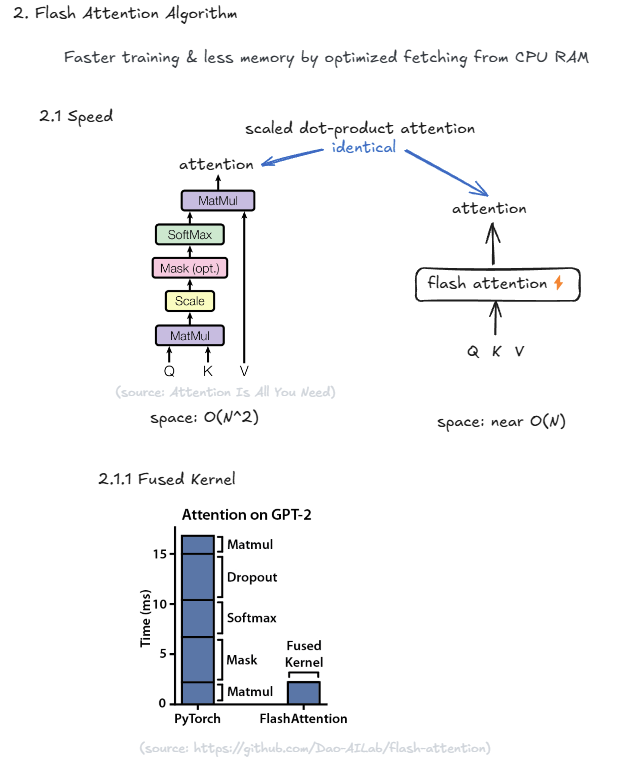 2. Flash Attention Algorithm
Faster training & less memory by optimized fetching from CPU RAM
2.1 Speed
scaled dot-product attention
identical
attention
MatMul
SoftMax
Mask (opt.)
Scale
MatMul
Q K V
(source: Attention Is All You Need)
space: O(N^2)
attention
flash attention ⚡
Q K V
space: near O(N)
2.1.1 Fused Kernel
Attention on GPT-2
Time (ms)
15
10
5
0
Matmul
Dropout
Softmax
Mask
Matmul
Fused
Kernel
PyTorch
FlashAttention
(source: https://github.com/Dao-AILab/flash-attention)